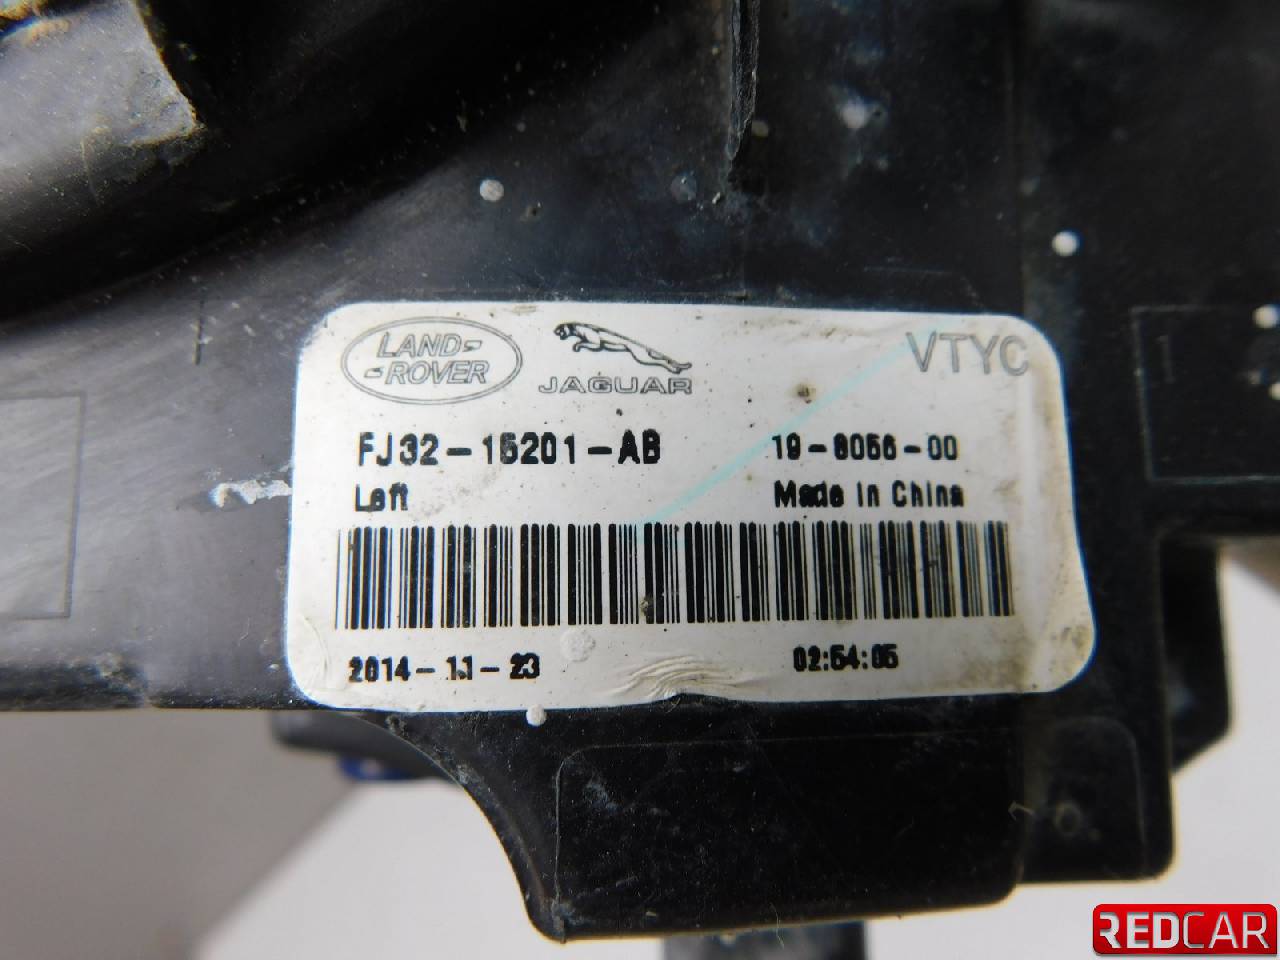 LAND-
-ROVER
JAGUAR
VTYC
FJ32-15201-AB
19-6056-00
Left
Made in China
2014-11-23
02:54:05
REDCAR